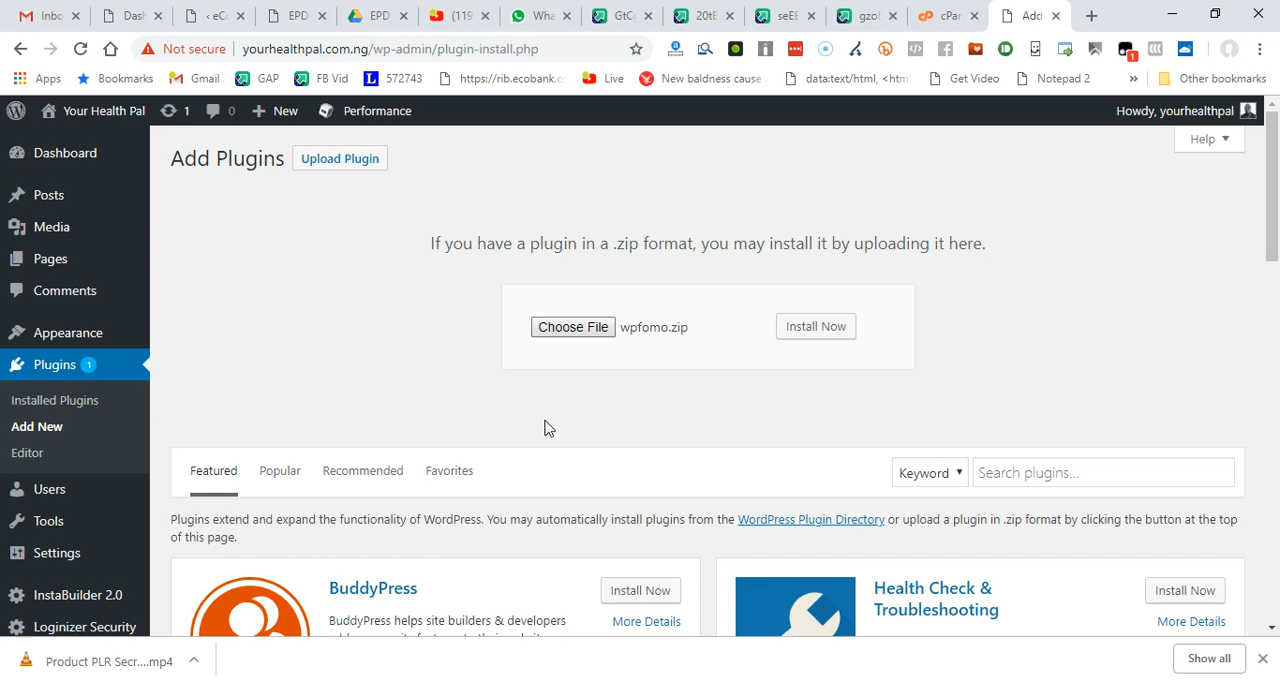 Inbo
Dash
‹ eCo
EPD
EPD
(119
Wha
GtCo
20tE
seEE
gzoE
cPan
Add
Not secure
yourhealthpal.com.ng/wp-admin/plugin-install.php
1
Apps
Bookmarks
Gmail
GAP
FB Vid
L
572743
https://rib.ecobank.c
Live
New baldness cause
data:text/html, <htm
Get Video
Notepad 2
»
Other bookmarks
Your Health Pal
1
0
New
Performance
Howdy, yourhealthpal
Dashboard
Posts
Media
Pages
Comments
Appearance
Plugins 1
Installed Plugins
Add New
Editor
Users
Tools
Settings
InstaBuilder 2.0
Loginizer Security
Help
Add Plugins
Upload Plugin
If you have a plugin in a .zip format, you may install it by uploading it here.
Choose File wpfomo.zip
Install Now
Featured
Popular
Recommended
Favorites
Keyword
Search plugins...
Plugins extend and expand the functionality of WordPress. You may automatically install plugins from the WordPress Plugin Directory or upload a plugin in .zip format by clicking the button at the top
of this page.
BuddyPress
Install Now
BuddyPress helps site builders & developers
More Details
Health Check &
Troubleshooting
Install Now
More Details
Product PLR Secr....mp4
Show all